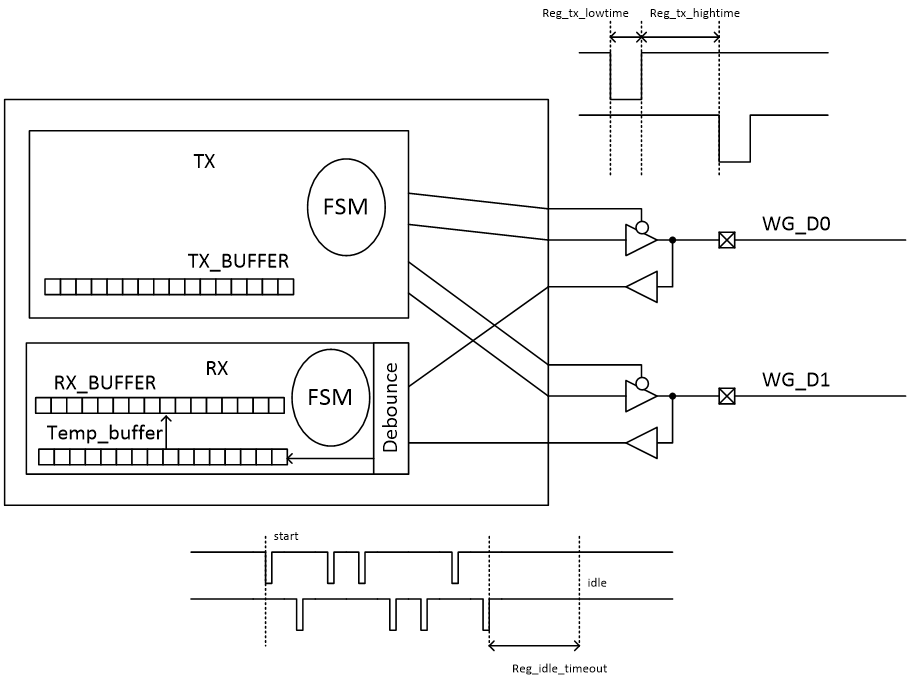 Reg_tx_lowtime
Reg_tx_hightime
TX
FSM
TX_BUFFER
WG_D0
RX
RX_BUFFER
FSM
Debounce
Temp_buffer
WG_D1
start
idle
Reg_idle_timeout